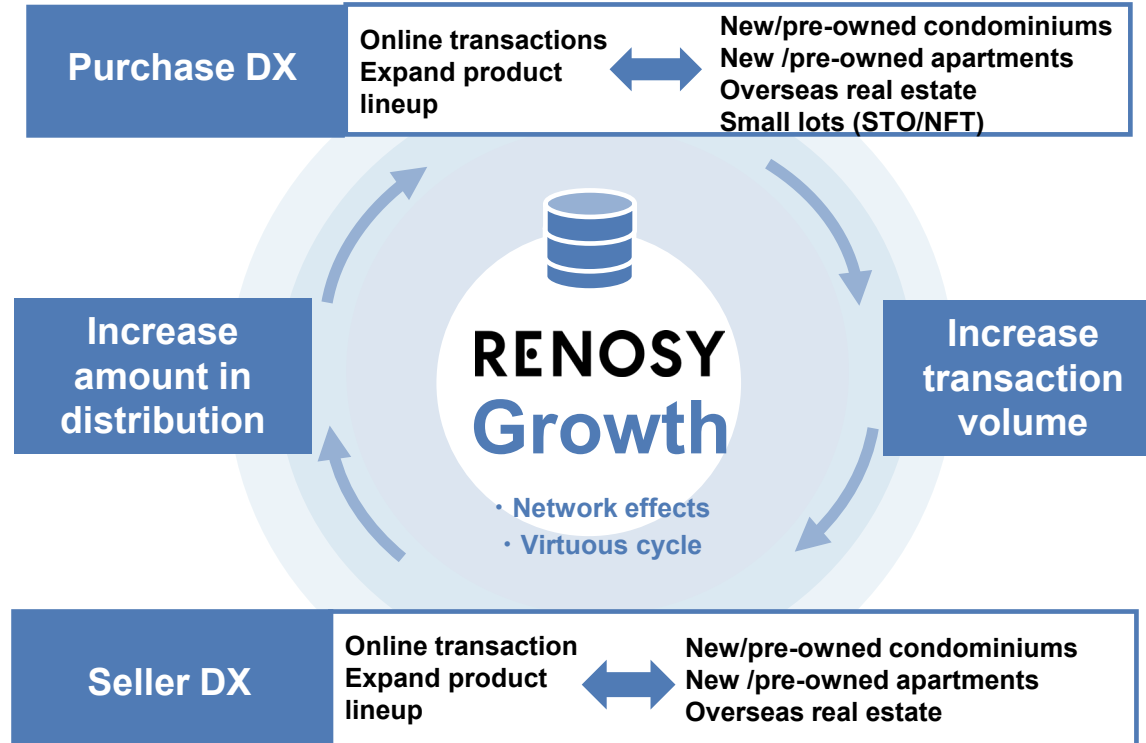 Purchase DX
Online transactions
Expand product
lineup
New/pre-owned condominiums
New /pre-owned apartments
Overseas real estate
Small lots (STO/NFT)
Increase
amount in
distribution
RENOSY
Growth
・Network effects
・Virtuous cycle
Increase
transaction
volume
Seller DX
Online transaction
Expand product
lineup
New/pre-owned condominiums
New /pre-owned apartments
Overseas real estate